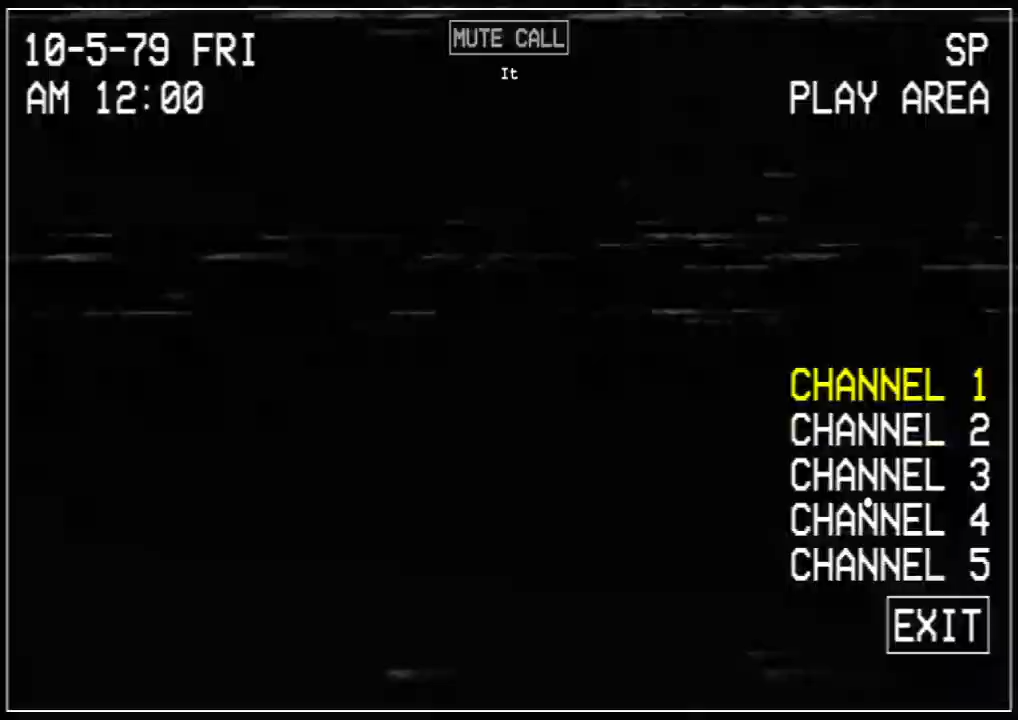 10-5-79 FRI
AM 12:00
MUTE CALL
It
SP
PLAY AREA
CHANNEL 1
CHANNEL 2
CHANNEL 3
CHANNEL 4
CHANNEL 5
EXIT